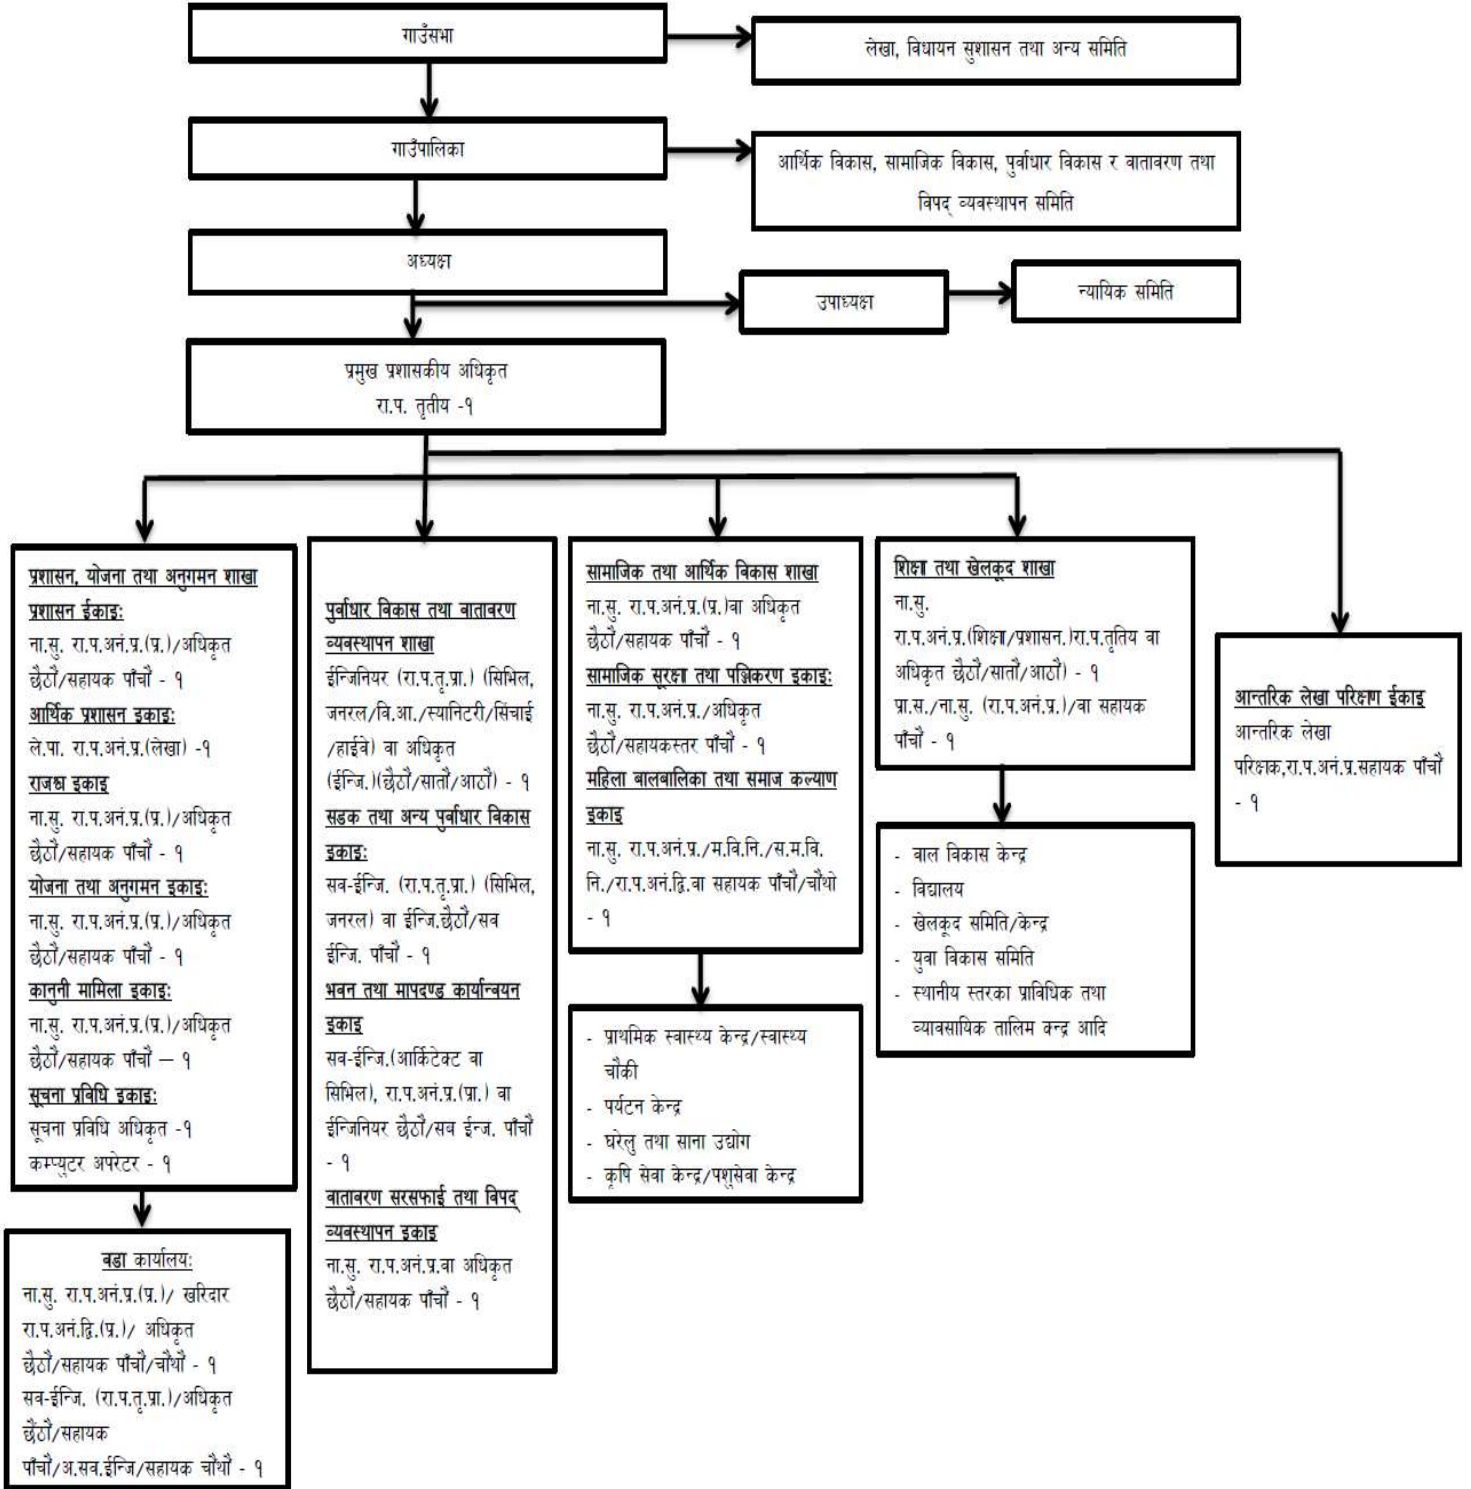 गाउँसभा
लेखा, विधायन सुशासन तथा अन्य समिति
गाउँपालिका
आर्थिक विकास, सामाजिक विकास, पुर्वाधार विकास र वातावरण तथा
विपद् व्यवस्थापन समिति
अध्यक्ष
उपाध्यक्ष
न्यायिक समिति
प्रमुख प्रशासकीय अधिकृत
रा.प. तृतीय -१
प्रशासन, योजना तथा अनुगमन शाखा
प्रशासन ईकाइः
ना.सु. रा.प.अनं.प्र.(प्र.)/अधिकृत
छैठौं/सहायक पाँचौं - १
आर्थिक प्रशासन इकाइः
ले.पा. रा.प.अनं.प्र.(लेखा) -१
राजश्व इकाइ
ना.सु. रा.प.अनं.प्र.(प्र.)/अधिकृत
छैठौं/सहायक पाँचौं - १
योजना तथा अनुगमन इकाइः
ना.सु. रा.प.अनं.प्र.(प्र.)/अधिकृत
छैठौं/सहायक पाँचौं - १
कानुनी मामिला इकाइः
ना.सु. रा.प.अनं.प्र.(प्र.)/अधिकृत
छैठौं/सहायक पाँचौं – १
सूचना प्रविधि इकाइः
सूचना प्रविधि अधिकृत -१
कम्प्युटर अपरेटर - १
वडा कार्यालयः
ना.सु. रा.प.अनं.प्र.(प्र.)/ खरिदार
रा.प.अनं.द्वि.(प्र.)/ अधिकृत
छैठौं/सहायक पाँचौं/चौथों - १
सव-ईन्जि. (रा.प.तृ.प्रा.)/अधिकृत
छैंठौं/सहायक
पाँचौं/अ.सव.ईन्जि/सहायक चौथौं - १
पुर्वाधार विकास तथा वातावरण
व्यवस्थापन शाखा
ईन्जिनियर (रा.प.तृ.प्रा.) (सिभिल,
जनरल/वि.आ./स्यानिटरी/सिंचाई
/हाईवे) वा अधिकृत
(ईन्जि.)(छैठौं/सातौं/आठौं) - १
सडक तथा अन्य पुर्वाधार विकास
इकाइः
सव-ईन्जि. (रा.प.तृ.प्रा.) (सिभिल,
जनरल) वा ईन्जि.छैठौं/सव
ईन्जि. पाँचौं - १
भवन तथा मापदण्ड कार्यान्वयन
इकाइ
सव-ईन्जि.(आर्किटेक्ट वा
सिभिल), रा.प.अनं.प्र.(प्रा.) वा
ईन्जिनियर छैठौं/सब ईन्ज. पाँचौं
- १
वातावरण सरसफाई तथा विपद्
व्यवस्थापन इकाइ
ना.सु. रा.प.अनं.प्र.वा अधिकृत
छैठौं/सहायक पाँचौं - १
सामाजिक तथा आर्थिक विकास शाखा
ना.सु. रा.प.अनं.प्र.(प्र.)वा अधिकृत
छैठौं/सहायक पाँचौं - १
सामाजिक सुरक्षा तथा पञ्जिकरण इकाइः
ना.सु. रा.प.अनं.प्र./अधिकृत
छैठौं/सहायकस्तर पाँचौं - १
महिला बालबालिका तथा समाज कल्याण
इकाइ
ना.सु. रा.प.अनं.प्र./म.वि.नि./स.म.वि.
नि./रा.प.अनं.द्वि.वा सहायक पाँचौं/चौंथो
- १
- प्राथमिक स्वास्थ्य केन्द्र/स्वास्थ्य
चौकी
- पर्यटन केन्द्र
- घरेलु तथा साना उद्योग
- कृषि सेवा केन्द्र/पशुसेवा केन्द्र
शिक्षा तथा खेलकूद शाखा
ना.सु.
रा.प.अनं.प्र.(शिक्षा/प्रशासन.)रा.प.तृतिय वा
अधिकृत छैठौं/सातौं/आठौं) - १
प्रा.स./ना.सु. (रा.प.अनं.प्र.)/वा सहायक
पाँचौं - १
- वाल विकास केन्द्र
- विद्यालय
- खेलकूद समिति/केन्द्र
- युवा विकास समिति
- स्थानीय स्तरका प्राविधिक तथा
व्यावसायिक तालिम क्न्द्र आदि
आन्तरिक लेखा परिक्षण ईकाइ
आन्तरिक लेखा
परिक्षक,रा.प.अनं.प्र.सहायक पाँचौं
- १